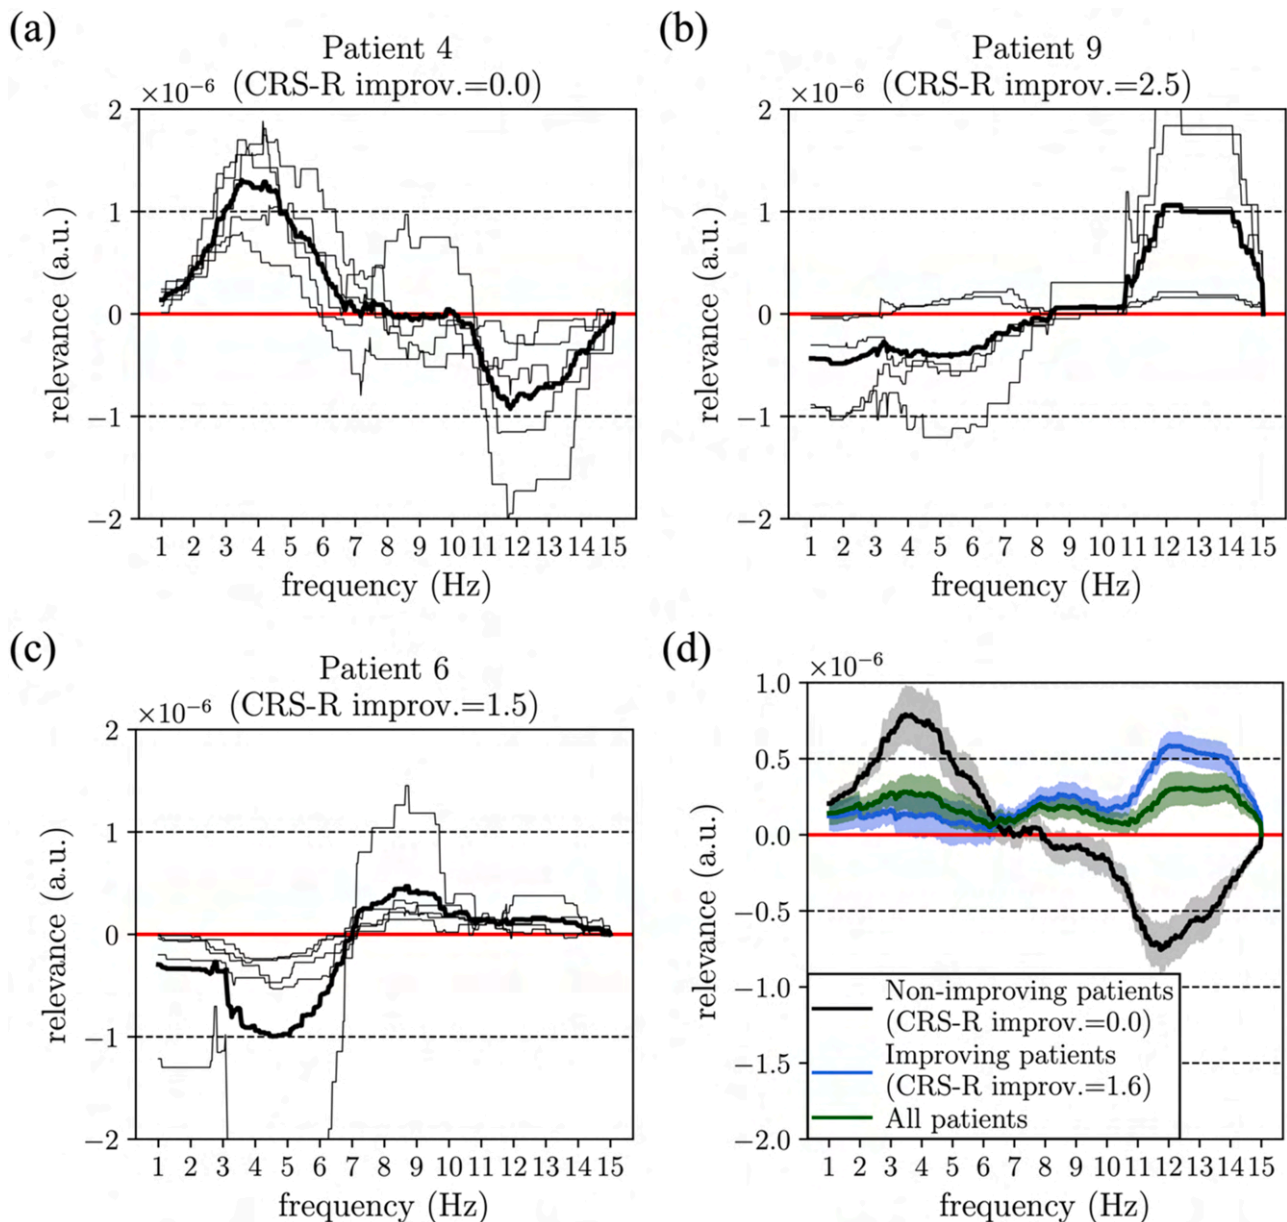 (a)
Patient 4
×10⁻⁶ (CRS-R improv.=0.0)
2
1
0
−1
−2
relevance (a.u.)
1 2 3 4 5 6 7 8 9 10 11 12 13 14 15
frequency (Hz)
(b)
Patient 9
×10⁻⁶ (CRS-R improv.=2.5)
2
1
0
−1
−2
relevance (a.u.)
1 2 3 4 5 6 7 8 9 10 11 12 13 14 15
frequency (Hz)
(c)
Patient 6
×10⁻⁶ (CRS-R improv.=1.5)
2
1
0
−1
−2
relevance (a.u.)
1 2 3 4 5 6 7 8 9 10 11 12 13 14 15
frequency (Hz)
(d)
×10⁻⁶
1.0
0.5
0.0
−0.5
−1.0
−1.5
−2.0
relevance (a.u.)
Non-improving patients
(CRS-R improv.=0.0)
Improving patients
(CRS-R improv.=1.6)
All patients
1 2 3 4 5 6 7 8 9 10 11 12 13 14 15
frequency (Hz)